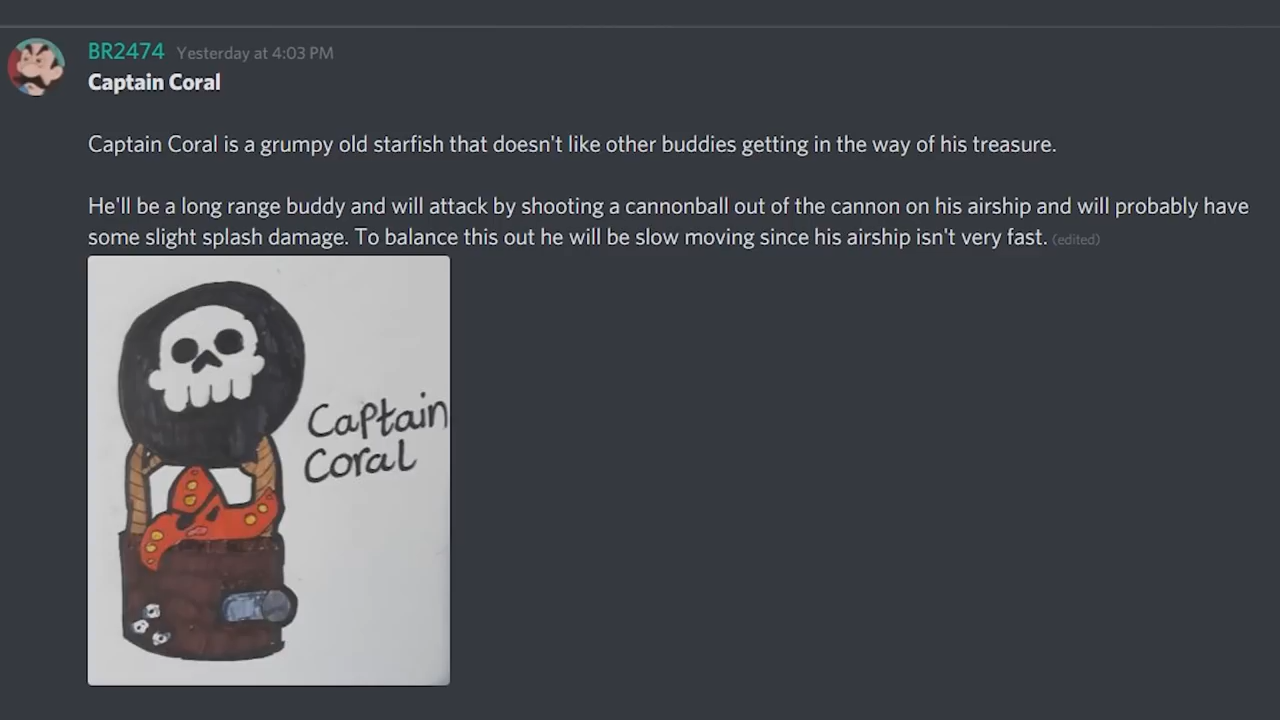 BR2474 Yesterday at 4:03 PM
Captain Coral
Captain Coral is a grumpy old starfish that doesn't like other buddies getting in the way of his treasure.
He'll be a long range buddy and will attack by shooting a cannonball out of the cannon on his airship and will probably have
some slight splash damage. To balance this out he will be slow moving since his airship isn't very fast. (edited)
Captain
Coral